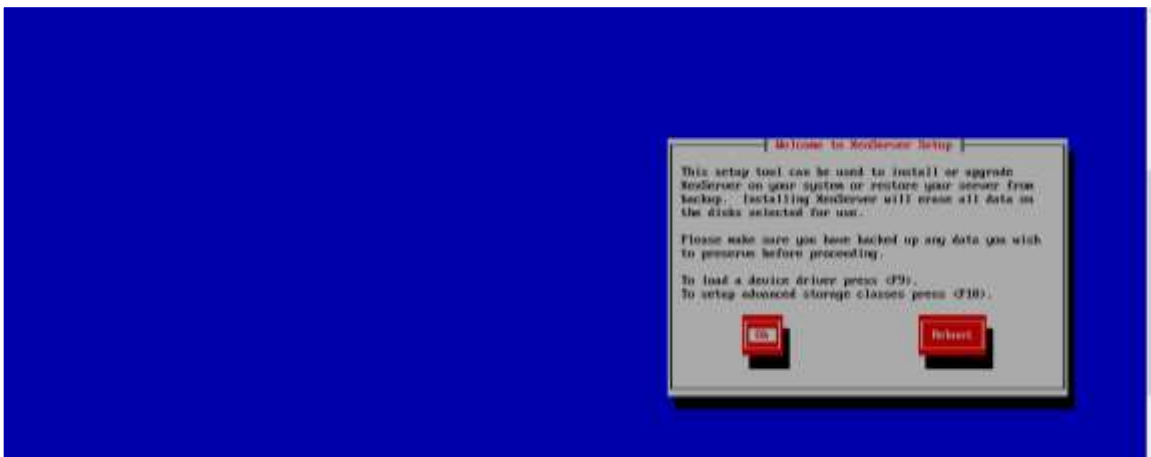 Welcome to XenServer Setup
This setup tool can be used to install or upgrade
XenServer on your system or restore your server from
backup. Installing XenServer will erase all data on
the disks selected for use.
Please make sure you have backed up any data you wish
to preserve before proceeding.
To load a device driver press <F9>.
To setup advanced storage classes press <F10>.
Ok Reboot